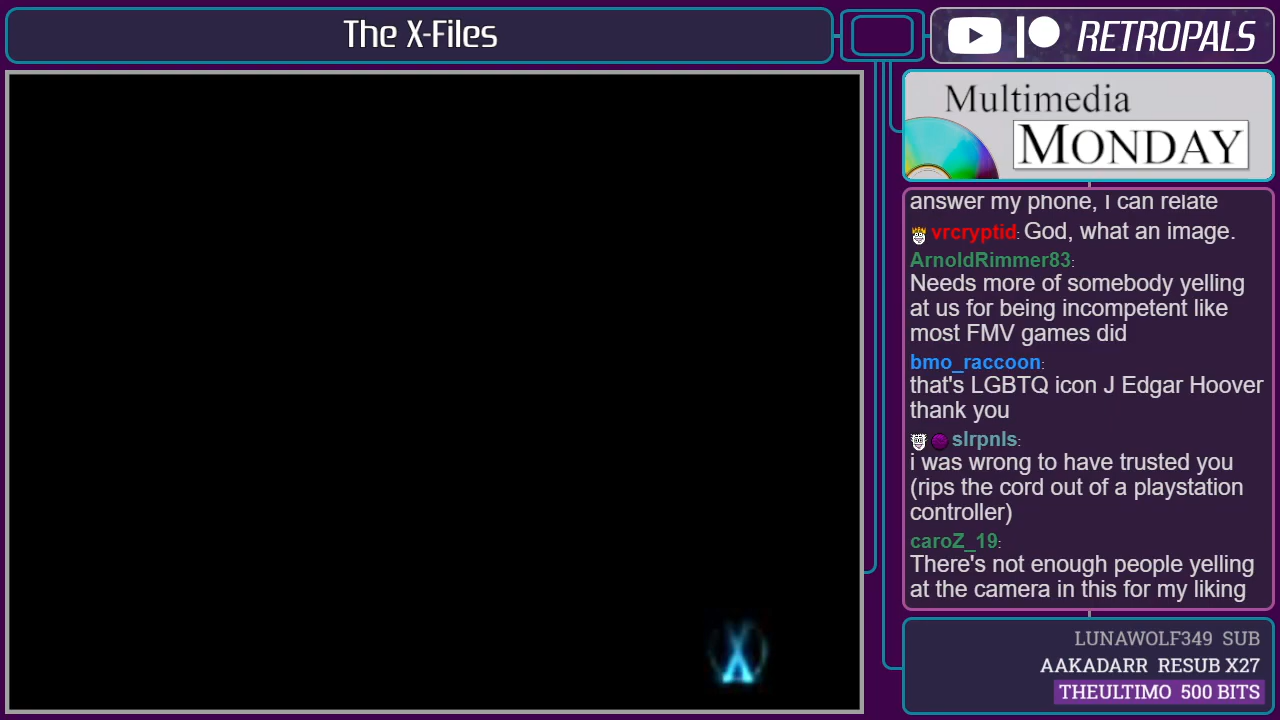 The X-Files
RETROPALS
Multimedia
MONDAY
answer my phone, I can relate
vrcryptid: God, what an image.
ArnoldRimmer83:
Needs more of somebody yelling
at us for being incompetent like
most FMV games did
bmo_raccoon:
that's LGBTQ icon J Edgar Hoover
thank you
slrpnls:
i was wrong to have trusted you
(rips the cord out of a playstation
controller)
caroZ_19:
There's not enough people yelling
at the camera in this for my liking
LUNAWOLF349 SUB
AAKADARR RESUB X27
THEULTIMO 500 BITS